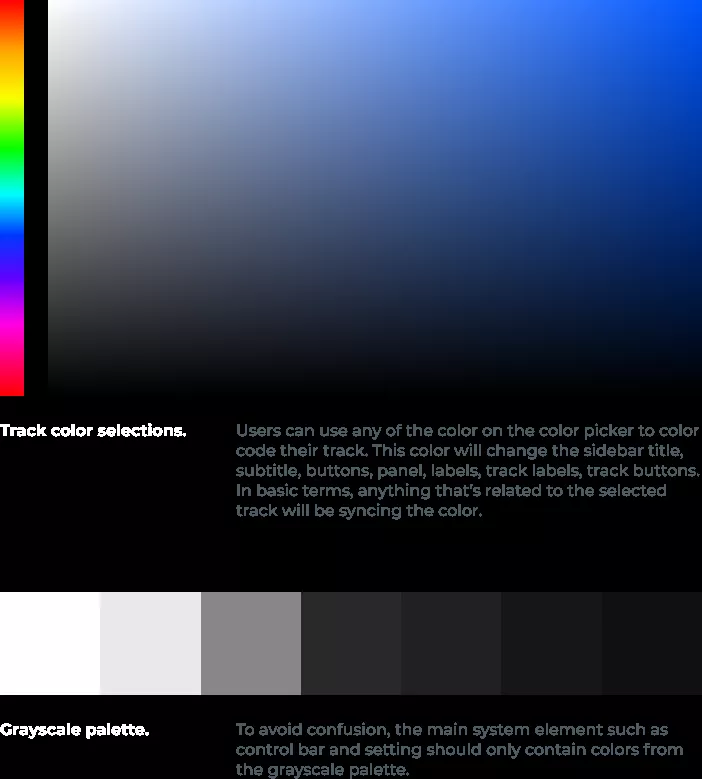 Track color selections.
Users can use any of the color on the color picker to color
code their track. This color will change the sidebar title,
subtitle, buttons, panel, labels, track labels, track buttons.
In basic terms, anything that's related to the selected
track will be syncing the color.
Grayscale palette.
To avoid confusion, the main system element such as
control bar and setting should only contain colors from
the grayscale palette.